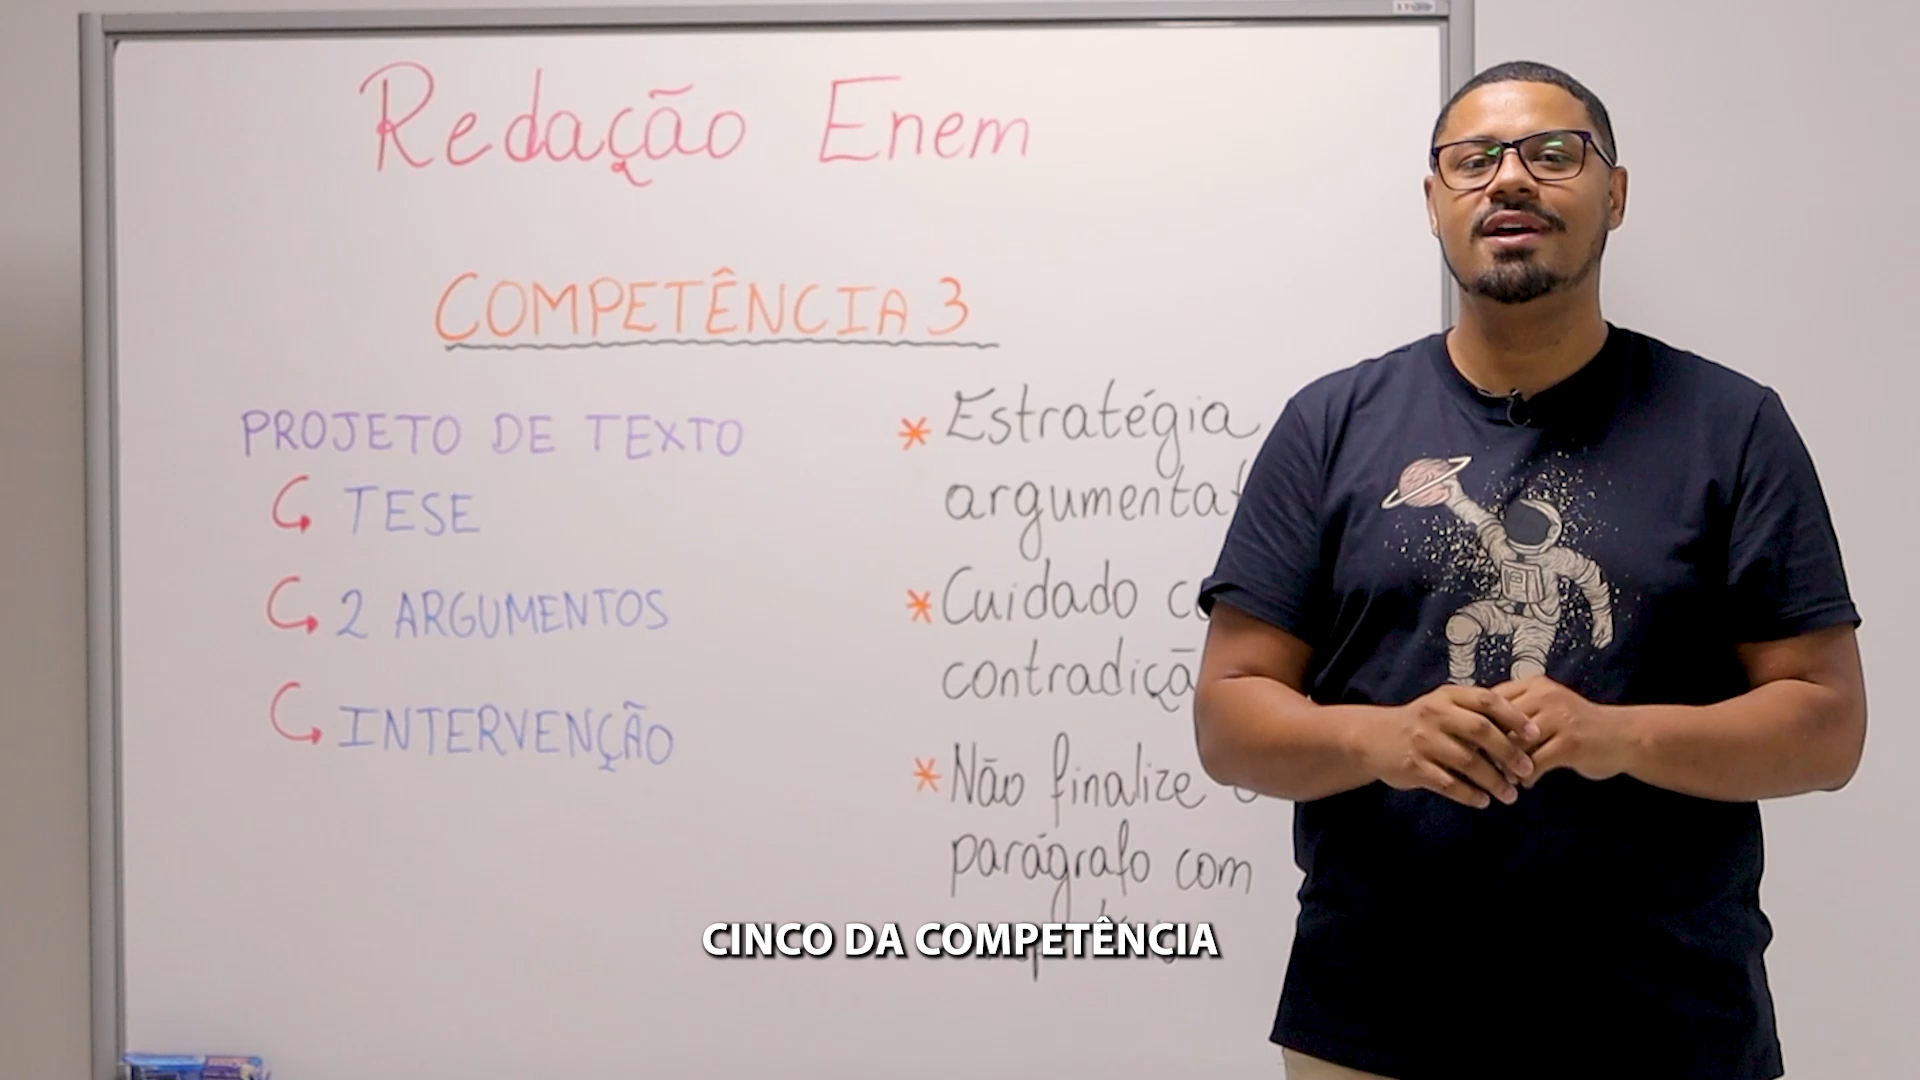 Redação Enem
COMPETÊNCIA 3
PROJETO DE TEXTO
TESE
2 ARGUMENTOS
INTERVENÇÃO
* Estratégia
* Cuidado
* Não finalize
parágrafo com
CINCO DA COMPETÊNCIA